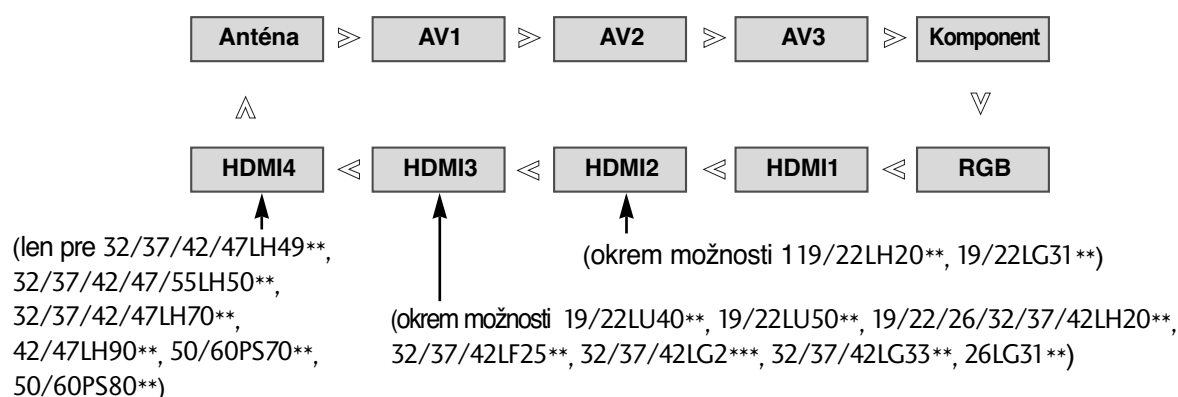 Anténa AV1 AV2 AV3 Komponent
HDMI4 HDMI3 HDMI2 HDMI1 RGB
(len pre 32/37/42/47LH49**,
32/37/42/47/55LH50**,
32/37/42/47LH70**,
42/47LH90**, 50/60PS70**,
50/60PS80**)
(okrem možnosti 119/22LH20**, 19/22LG31**)
(okrem možnosti 19/22LU40**, 19/22LU50**, 19/22/26/32/37/42LH20**,
32/37/42LF25**, 32/37/42LG2***, 32/37/42LG33**, 26LG31**)